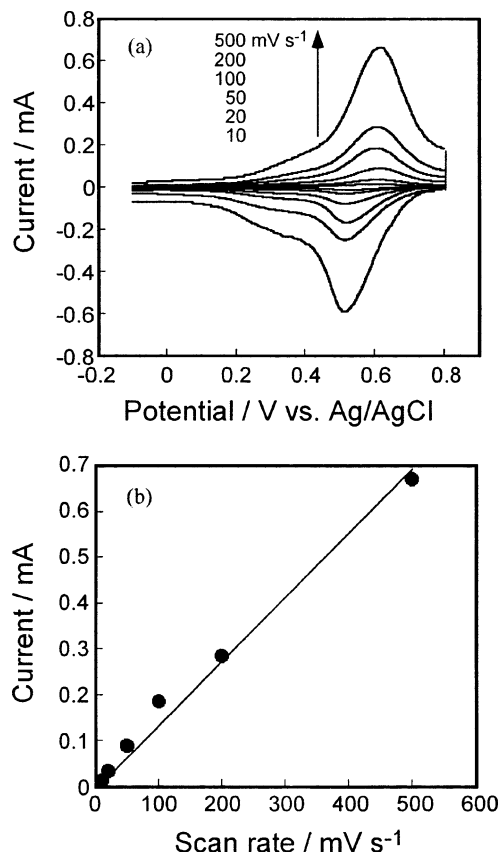 (a)
500 mV s-1
200
100
50
20
10
0.8
0.6
0.4
0.2
0
-0.2
-0.4
-0.6
-0.8
Current / mA
-0.2 0 0.2 0.4 0.6 0.8
Potential / V vs. Ag/AgCl
(b)
0.7
0.6
0.5
0.4
0.3
0.2
0.1
0
Current / mA
0 100 200 300 400 500 600
Scan rate / mV s-1